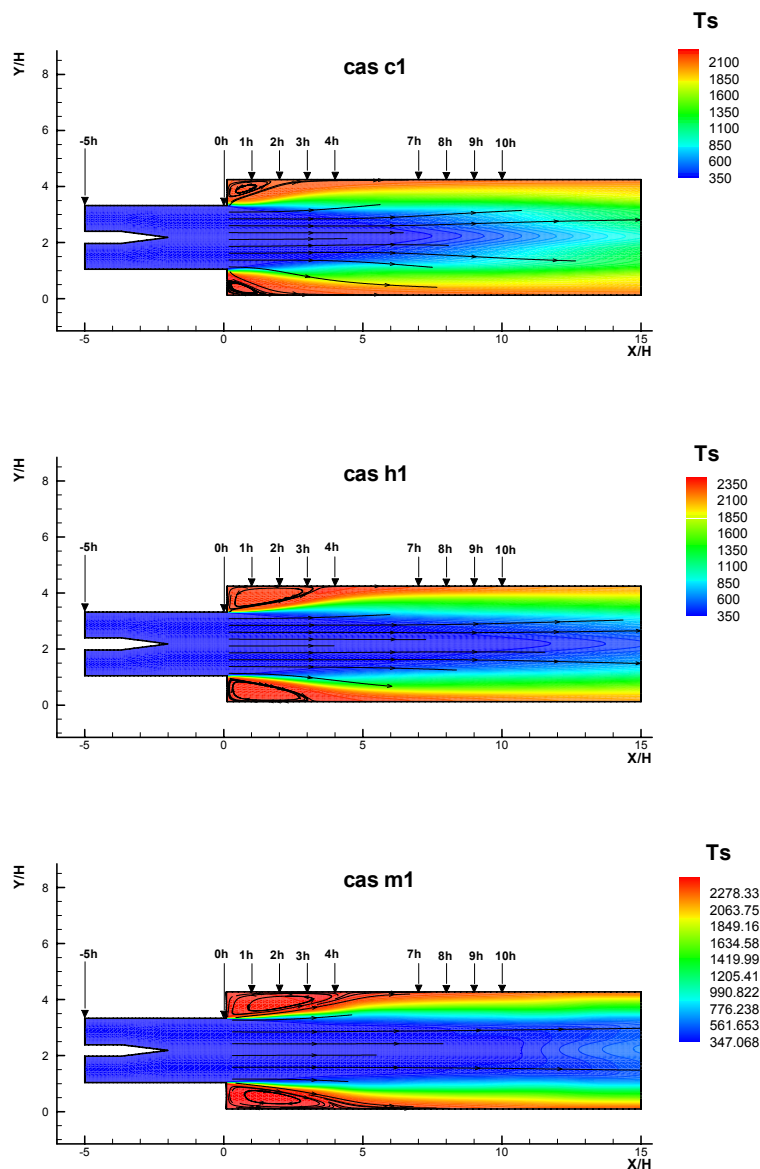 Ts
cas c1
2100
1850
1600
1350
1100
850
600
350
Y/H
8
6
4
2
0
-5h
0h
1h
2h
3h
4h
7h
8h
9h
10h
-5
0
5
10
15
X/H
Ts
cas h1
2350
2100
1850
1600
1350
1100
850
600
350
Y/H
8
6
4
2
0
-5h
0h
1h
2h
3h
4h
7h
8h
9h
10h
-5
0
5
10
15
X/H
Ts
cas m1
2278.33
2063.75
1849.16
1634.58
1419.99
1205.41
990.822
776.238
561.653
347.068
Y/H
8
6
4
2
0
-5h
0h
1h
2h
3h
4h
7h
8h
9h
10h
-5
0
5
10
15
X/H